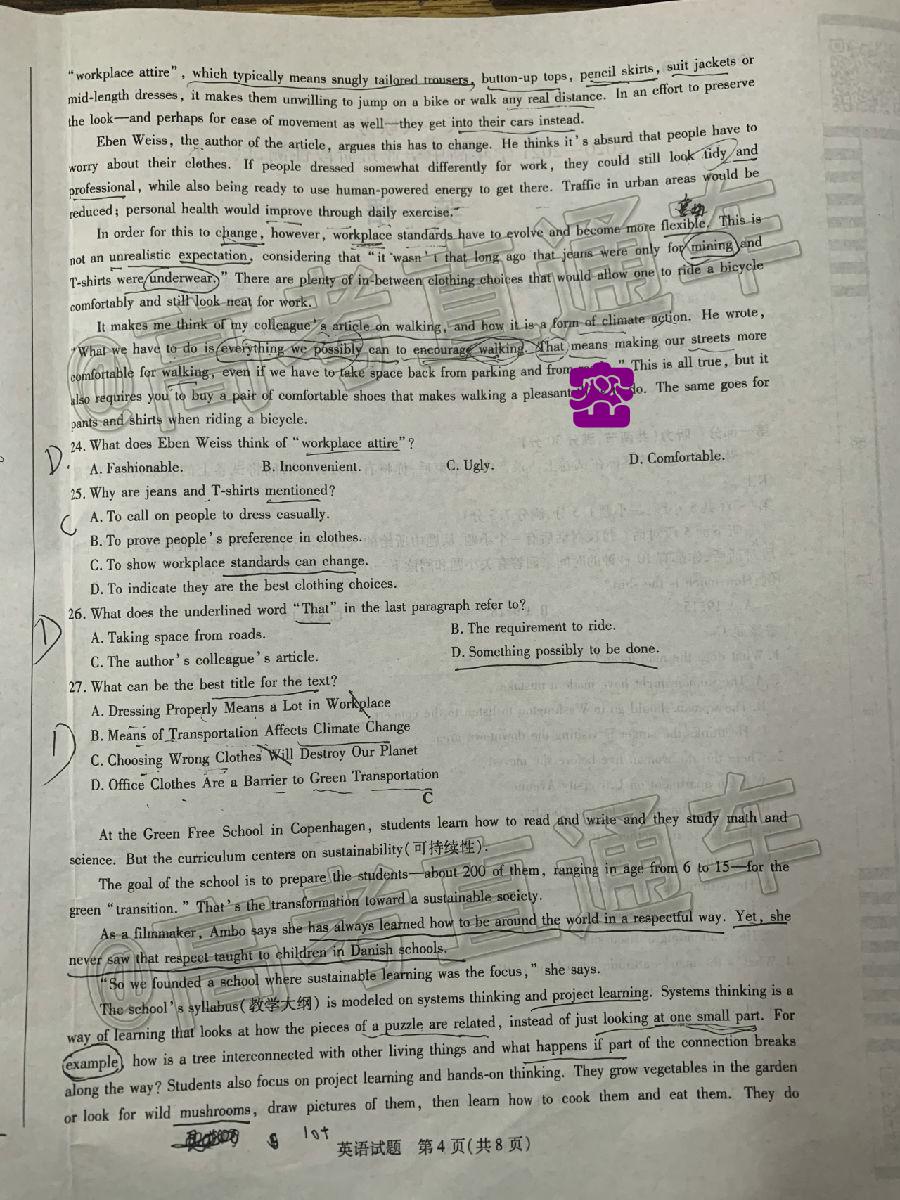 "workplace attire", which typically means snugly tailored trousers, button-up tops, pencil skirts, suit jackets or
mid-length dresses, it makes them unwilling to jump on a bike or walk any real distance. In an effort to preserve
the look—and perhaps for ease of movement as well—they get into their cars instead.
Eben Weiss, the author of the article, argues this has to change. He thinks it's absurd that people have to
worry about their clothes. If people dressed somewhat differently for work, they could still look tidy and
professional, while also being ready to use human-powered energy to get there. Traffic in urban areas would be
reduced; personal health would improve through daily exercise."
In order for this to change, however, workplace standards have to evolve and become more flexible. This is
not an unrealistic expectation, considering that "it wasn't that long ago that jeans were only for mining and
T-shirts were underwear." There are plenty of in-between clothing choices that would allow one to ride a bicycle
comfortably and still look neat for work.
It makes me think of my colleague's article on walking, and how it is a form of climate action. He wrote,
"What we have to do is everything we possibly can to encourage walking. That means making our streets more
comfortable for walking, even if we have to take space back from parking and from " This is all true, but it
also requires you to buy a pair of comfortable shoes that makes walking a pleasant do. The same goes for
pants and shirts when riding a bicycle.
D. 24. What does Eben Weiss think of "workplace attire"?
A. Fashionable. B. Inconvenient. C. Ugly. D. Comfortable.
25. Why are jeans and T-shirts mentioned?
C A. To call on people to dress casually.
B. To prove people's preference in clothes.
C. To show workplace standards can change.
D. To indicate they are the best clothing choices.
26. What does the underlined word "That" in the last paragraph refer to?
D A. Taking space from roads. B. The requirement to ride.
C. The author's colleague's article. D. Something possibly to be done.
27. What can be the best title for the text?
A. Dressing Properly Means a Lot in Workplace
D B. Means of Transportation Affects Climate Change
C. Choosing Wrong Clothes Will Destroy Our Planet
D. Office Clothes Are a Barrier to Green Transportation
C
At the Green Free School in Copenhagen, students learn how to read and write and they study math and
science. But the curriculum centers on sustainability(可持续性).
The goal of the school is to prepare the students—about 200 of them, ranging in age from 6 to 15—for the
green "transition." That's the transformation toward a sustainable society.
As a filmmaker, Ambo says she has always learned how to be around the world in a respectful way. Yet, she
never saw that respect taught to children in Danish schools.
"So we founded a school where sustainable learning was the focus," she says.
The school's syllabus(教学大纲) is modeled on systems thinking and project learning. Systems thinking is a
way of learning that looks at how the pieces of a puzzle are related, instead of just looking at one small part. For
example, how is a tree interconnected with other living things and what happens if part of the connection breaks
along the way? Students also focus on project learning and hands-on thinking. They grow vegetables in the garden
or look for wild mushrooms, draw pictures of them, then learn how to cook them and eat them. They do
lot
英语试题 第4页(共8页)
@高考直通车
@高考直通车